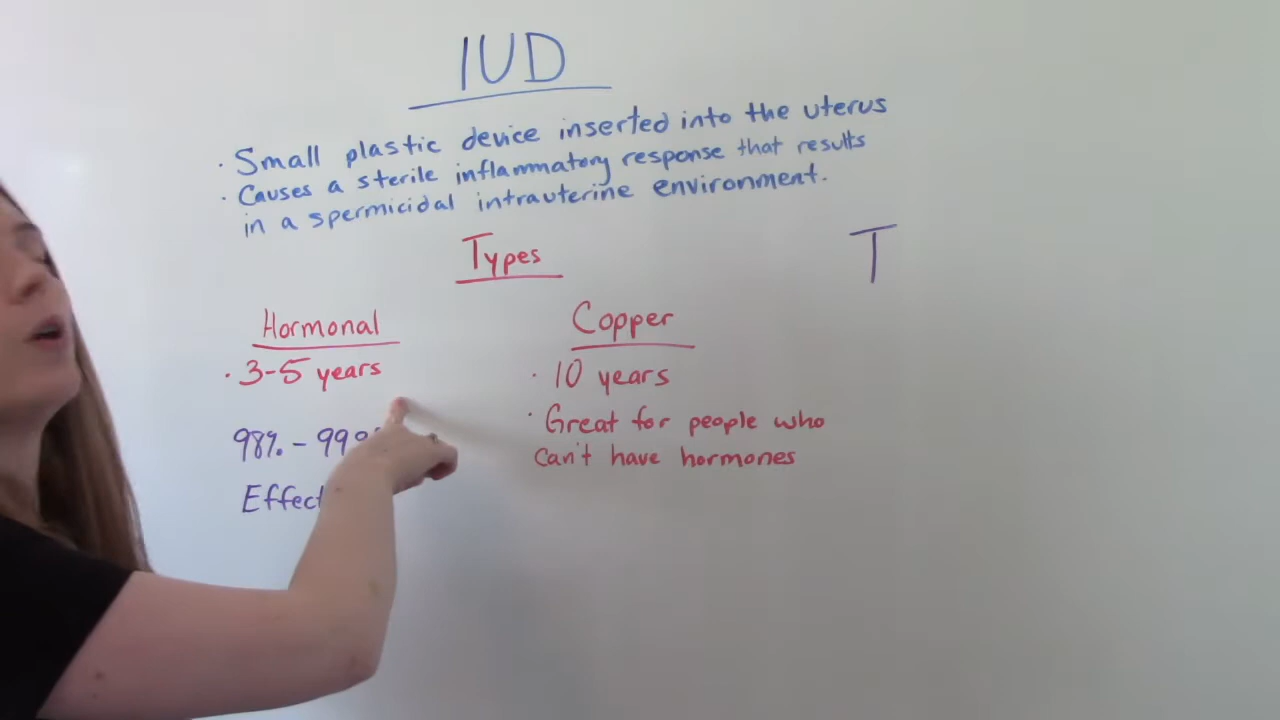 IUD
· Small plastic device inserted into the uterus
· Causes a sterile inflammatory response that results
in a spermicidal intrauterine environment.
Types
T
Hormonal
· 3-5 years
98% - 99
Effect
Copper
· 10 years
· Great for people who
can't have hormones